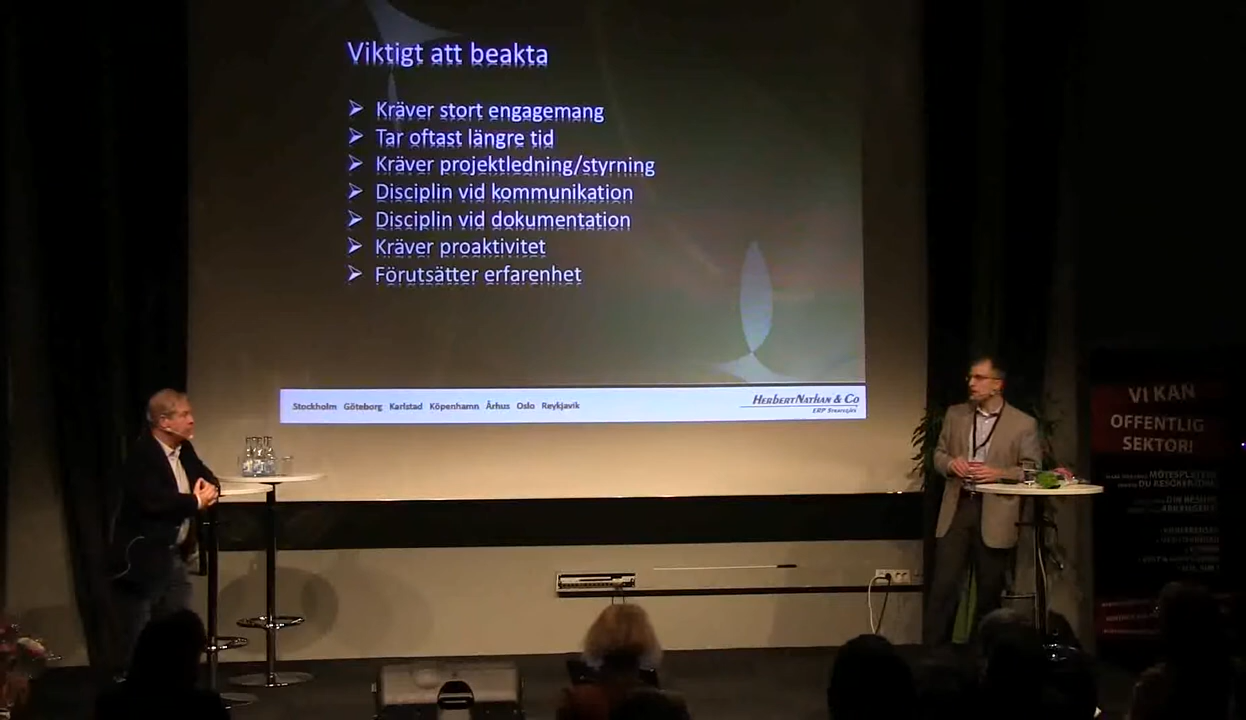 Viktigt att beakta
Kräver stort engagemang
Tar oftast längre tid
Kräver projektledning/styrning
Disciplin vid kommunikation
Disciplin vid dokumentation
Kräver proaktivitet
Förutsätter erfarenhet
Stockholm Göteborg Karlstad Köpenhamn Århus Oslo Reykjavik
HERBERTNATHAN & CO
VI KAN
OFFENTLIG
SEKTOR!